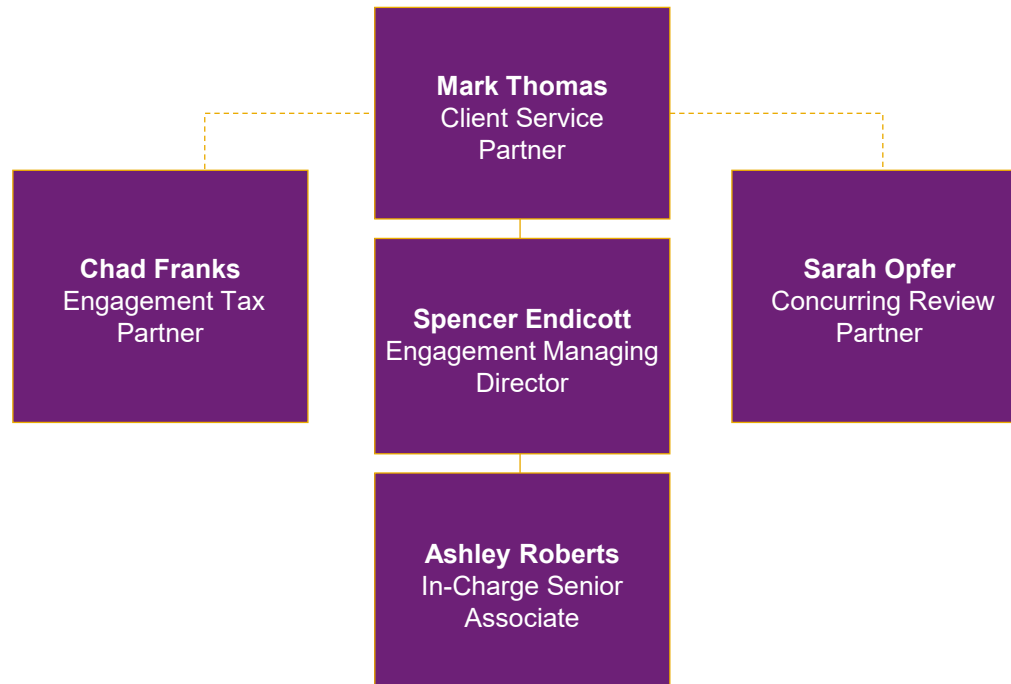 Mark Thomas
Client Service
Partner
Chad Franks
Engagement Tax
Partner
Spencer Endicott
Engagement Managing
Director
Sarah Opfer
Concurring Review
Partner
Ashley Roberts
In-Charge Senior
Associate